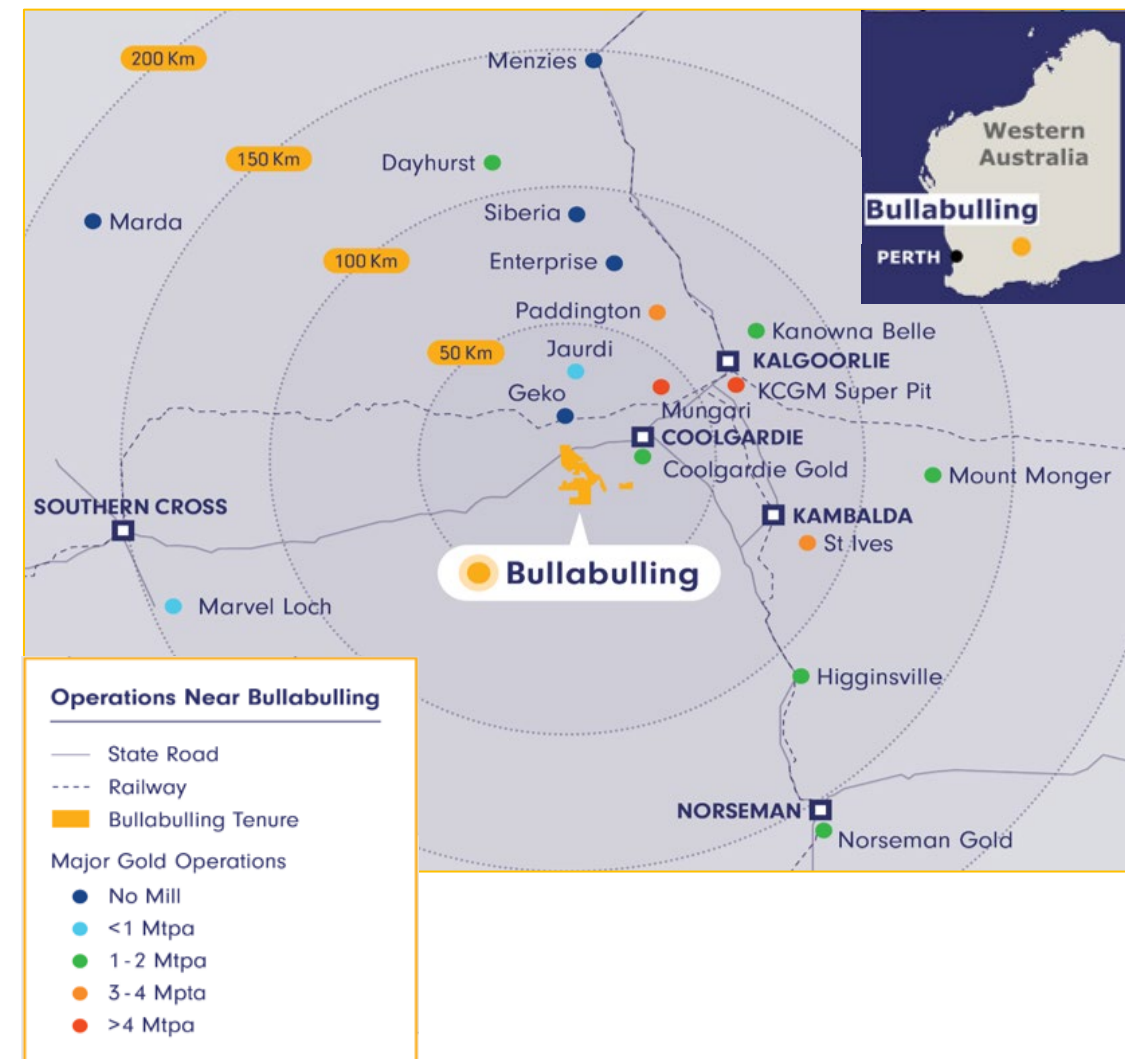 200 Km
Menzies
Western
Australia
150 Km
Dayhurst
Marda
Siberia
Bullabulling
100 Km
Enterprise
PERTH
Paddington
Kanowna Belle
50 Km
Jaurdi
KALGOORLIE
Geko
KCGM Super Pit
Mungari
COOLGARDIE
Coolgardie Gold
Mount Monger
SOUTHERN CROSS
KAMBALDA
St Ives
Bullabulling
Marvel Loch
Higginsville
NORSEMAN
Norseman Gold
Operations Near Bullabulling
State Road
Railway
Bullabulling Tenure
Major Gold Operations
No Mill
<1 Mtpa
1-2 Mtpa
3-4 Mpta
>4 Mtpa